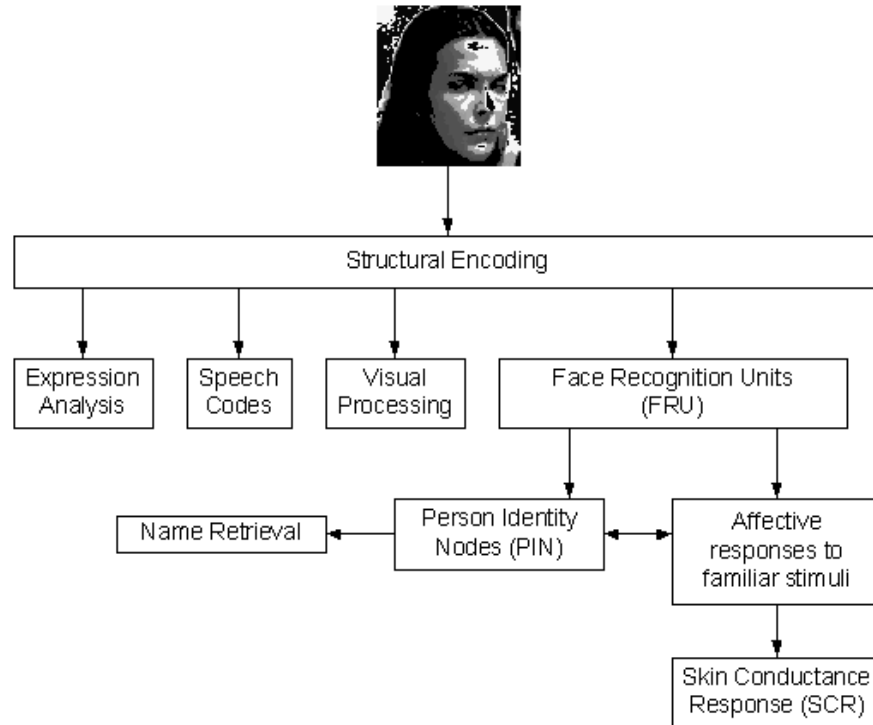 Structural Encoding
Expression
Analysis
Speech
Codes
Visual
Processing
Face Recognition Units
(FRU)
Name Retrieval
Person Identity
Nodes (PIN)
Affective
responses to
familiar stimuli
Skin Conductance
Response (SCR)